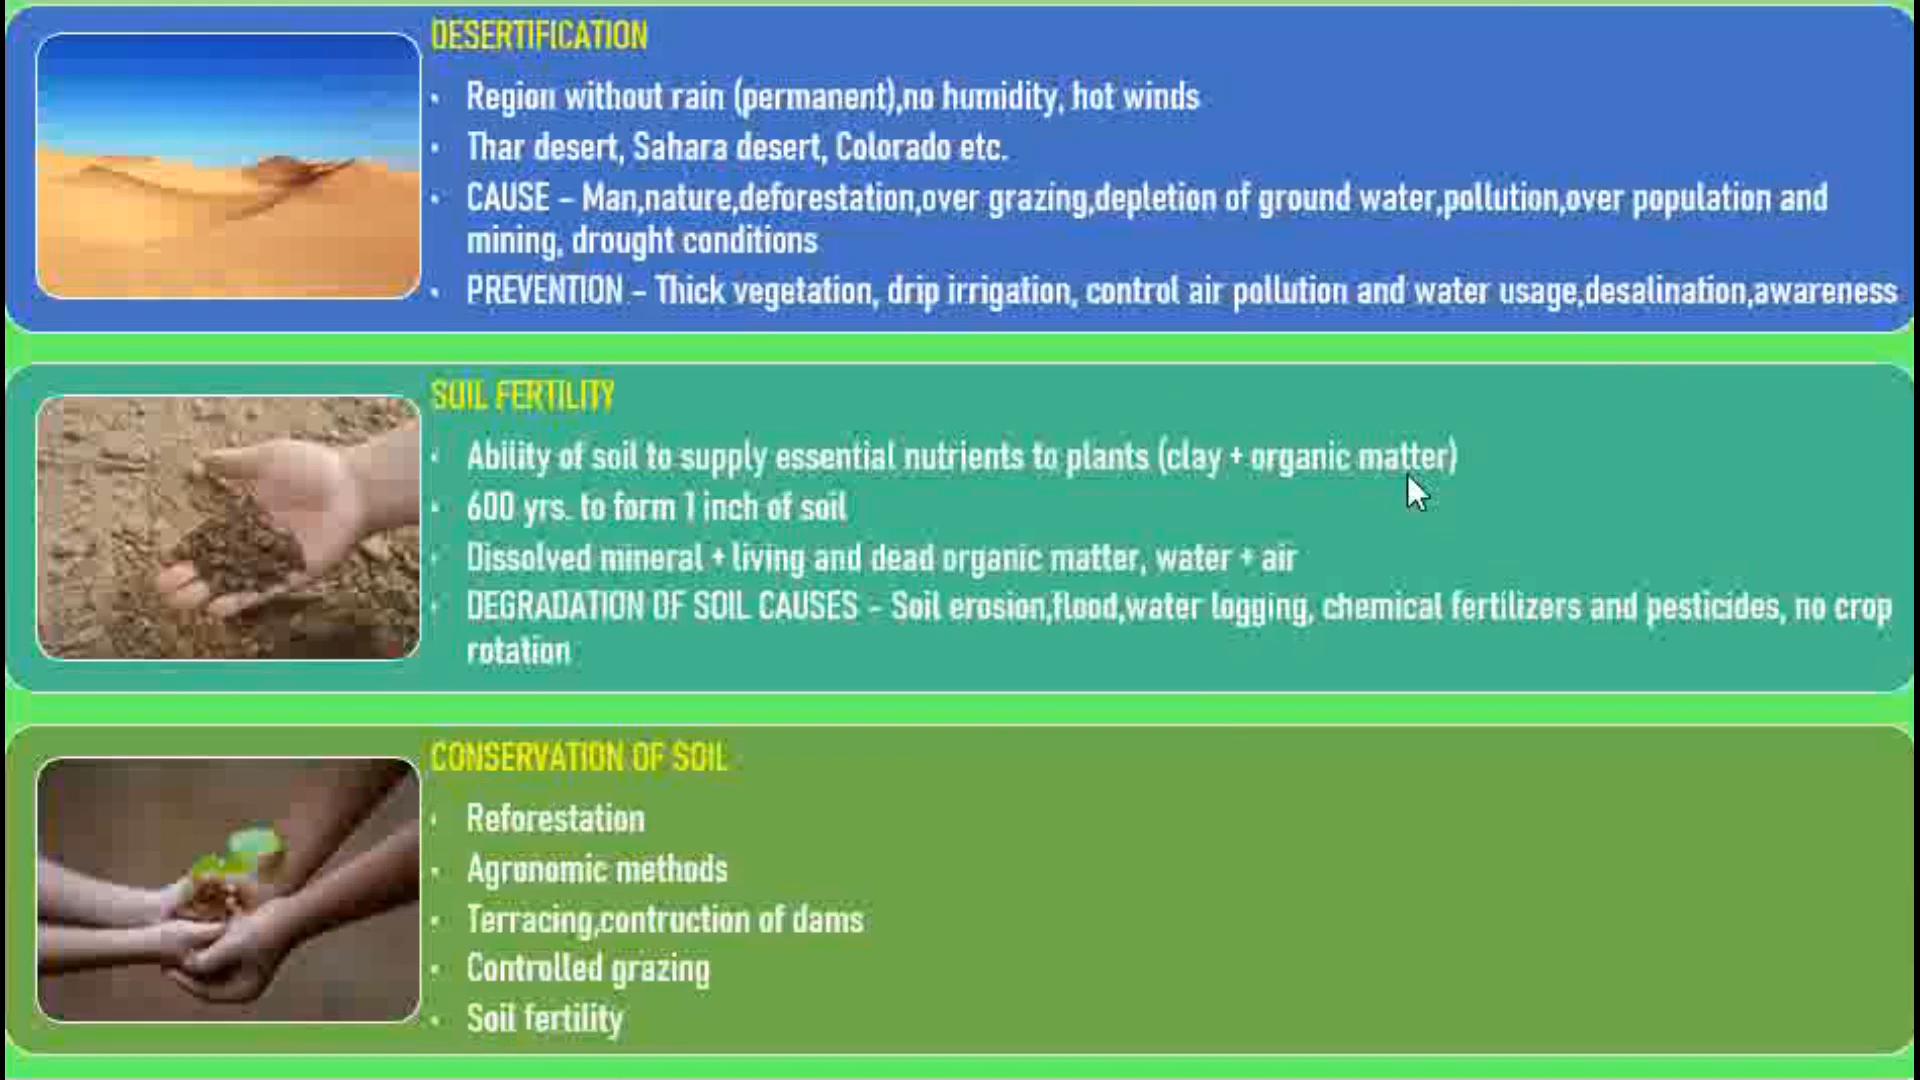 DESERTIFICATION
• Region without rain (permanent),no humidity, hot winds
• Thar desert, Sahara desert, Colorado etc.
• CAUSE – Man,nature,deforestation,over grazing,depletion of ground water,pollution,over population and
mining, drought conditions
• PREVENTION – Thick vegetation, drip irrigation, control air pollution and water usage,desalination,awareness
SOIL FERTILITY
• Ability of soil to supply essential nutrients to plants (clay + organic matter)
• 600 yrs. to form 1 inch of soil
• Dissolved mineral + living and dead organic matter, water + air
• DEGRADATION OF SOIL CAUSES – Soil erosion,flood,water logging, chemical fertilizers and pesticides, no crop
rotation
CONSERVATION OF SOIL
• Reforestation
• Agronomic methods
• Terracing,contruction of dams
• Controlled grazing
• Soil fertility